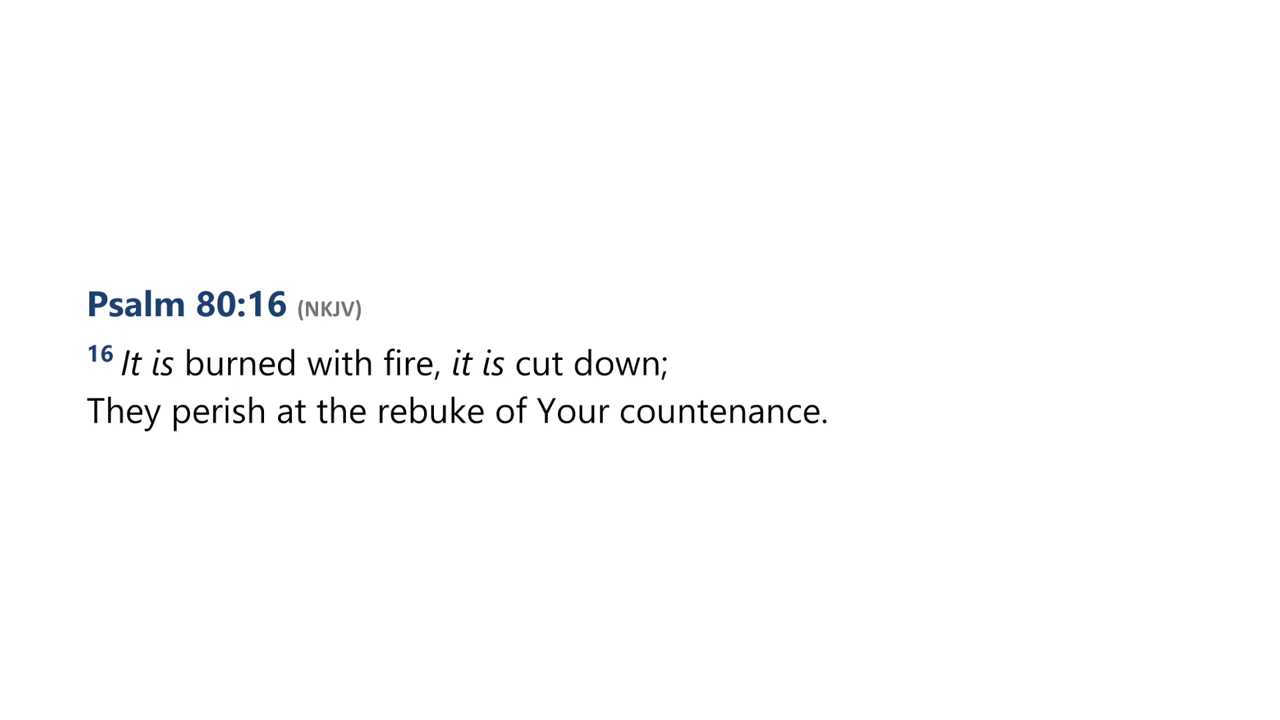 Psalm 80:16 (NKJV)
16 It is burned with fire, it is cut down;
They perish at the rebuke of Your countenance.